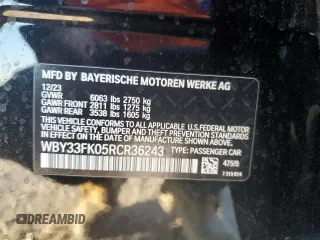 MFD BY BAYERISCHE MOTOREN WERKE AG
12/23
GVWR 6063 lbs 2750 kg
GAWR FRONT 2811 lbs 1275 kg
GAWR REAR 3538 lbs 1605 kg
THIS VEHICLE CONFORMS TO ALL APPLICABLE FEDERAL MOTOR
VEHICLE SAFETY, BUMPER AND THEFT PREVENTION STANDARDS
IN EFFECT ON THE DATE OF MANUFACTURE SHOWN ABOVE.
WBY33FK05RCR36243 TYPE: PASSENGER CAR
475/9
DREAMBID